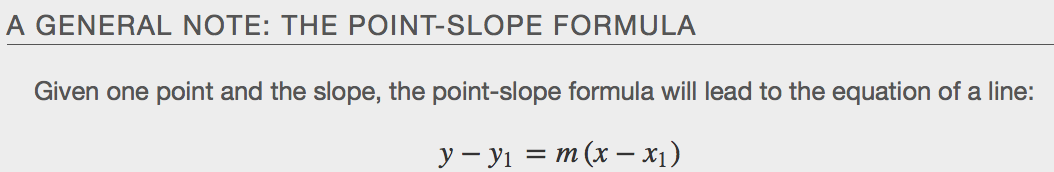 A GENERAL NOTE: THE POINT-SLOPE FORMULA
Given one point and the slope, the point-slope formula will lead to the equation of a line:
y − y₁ = m (x − x₁)